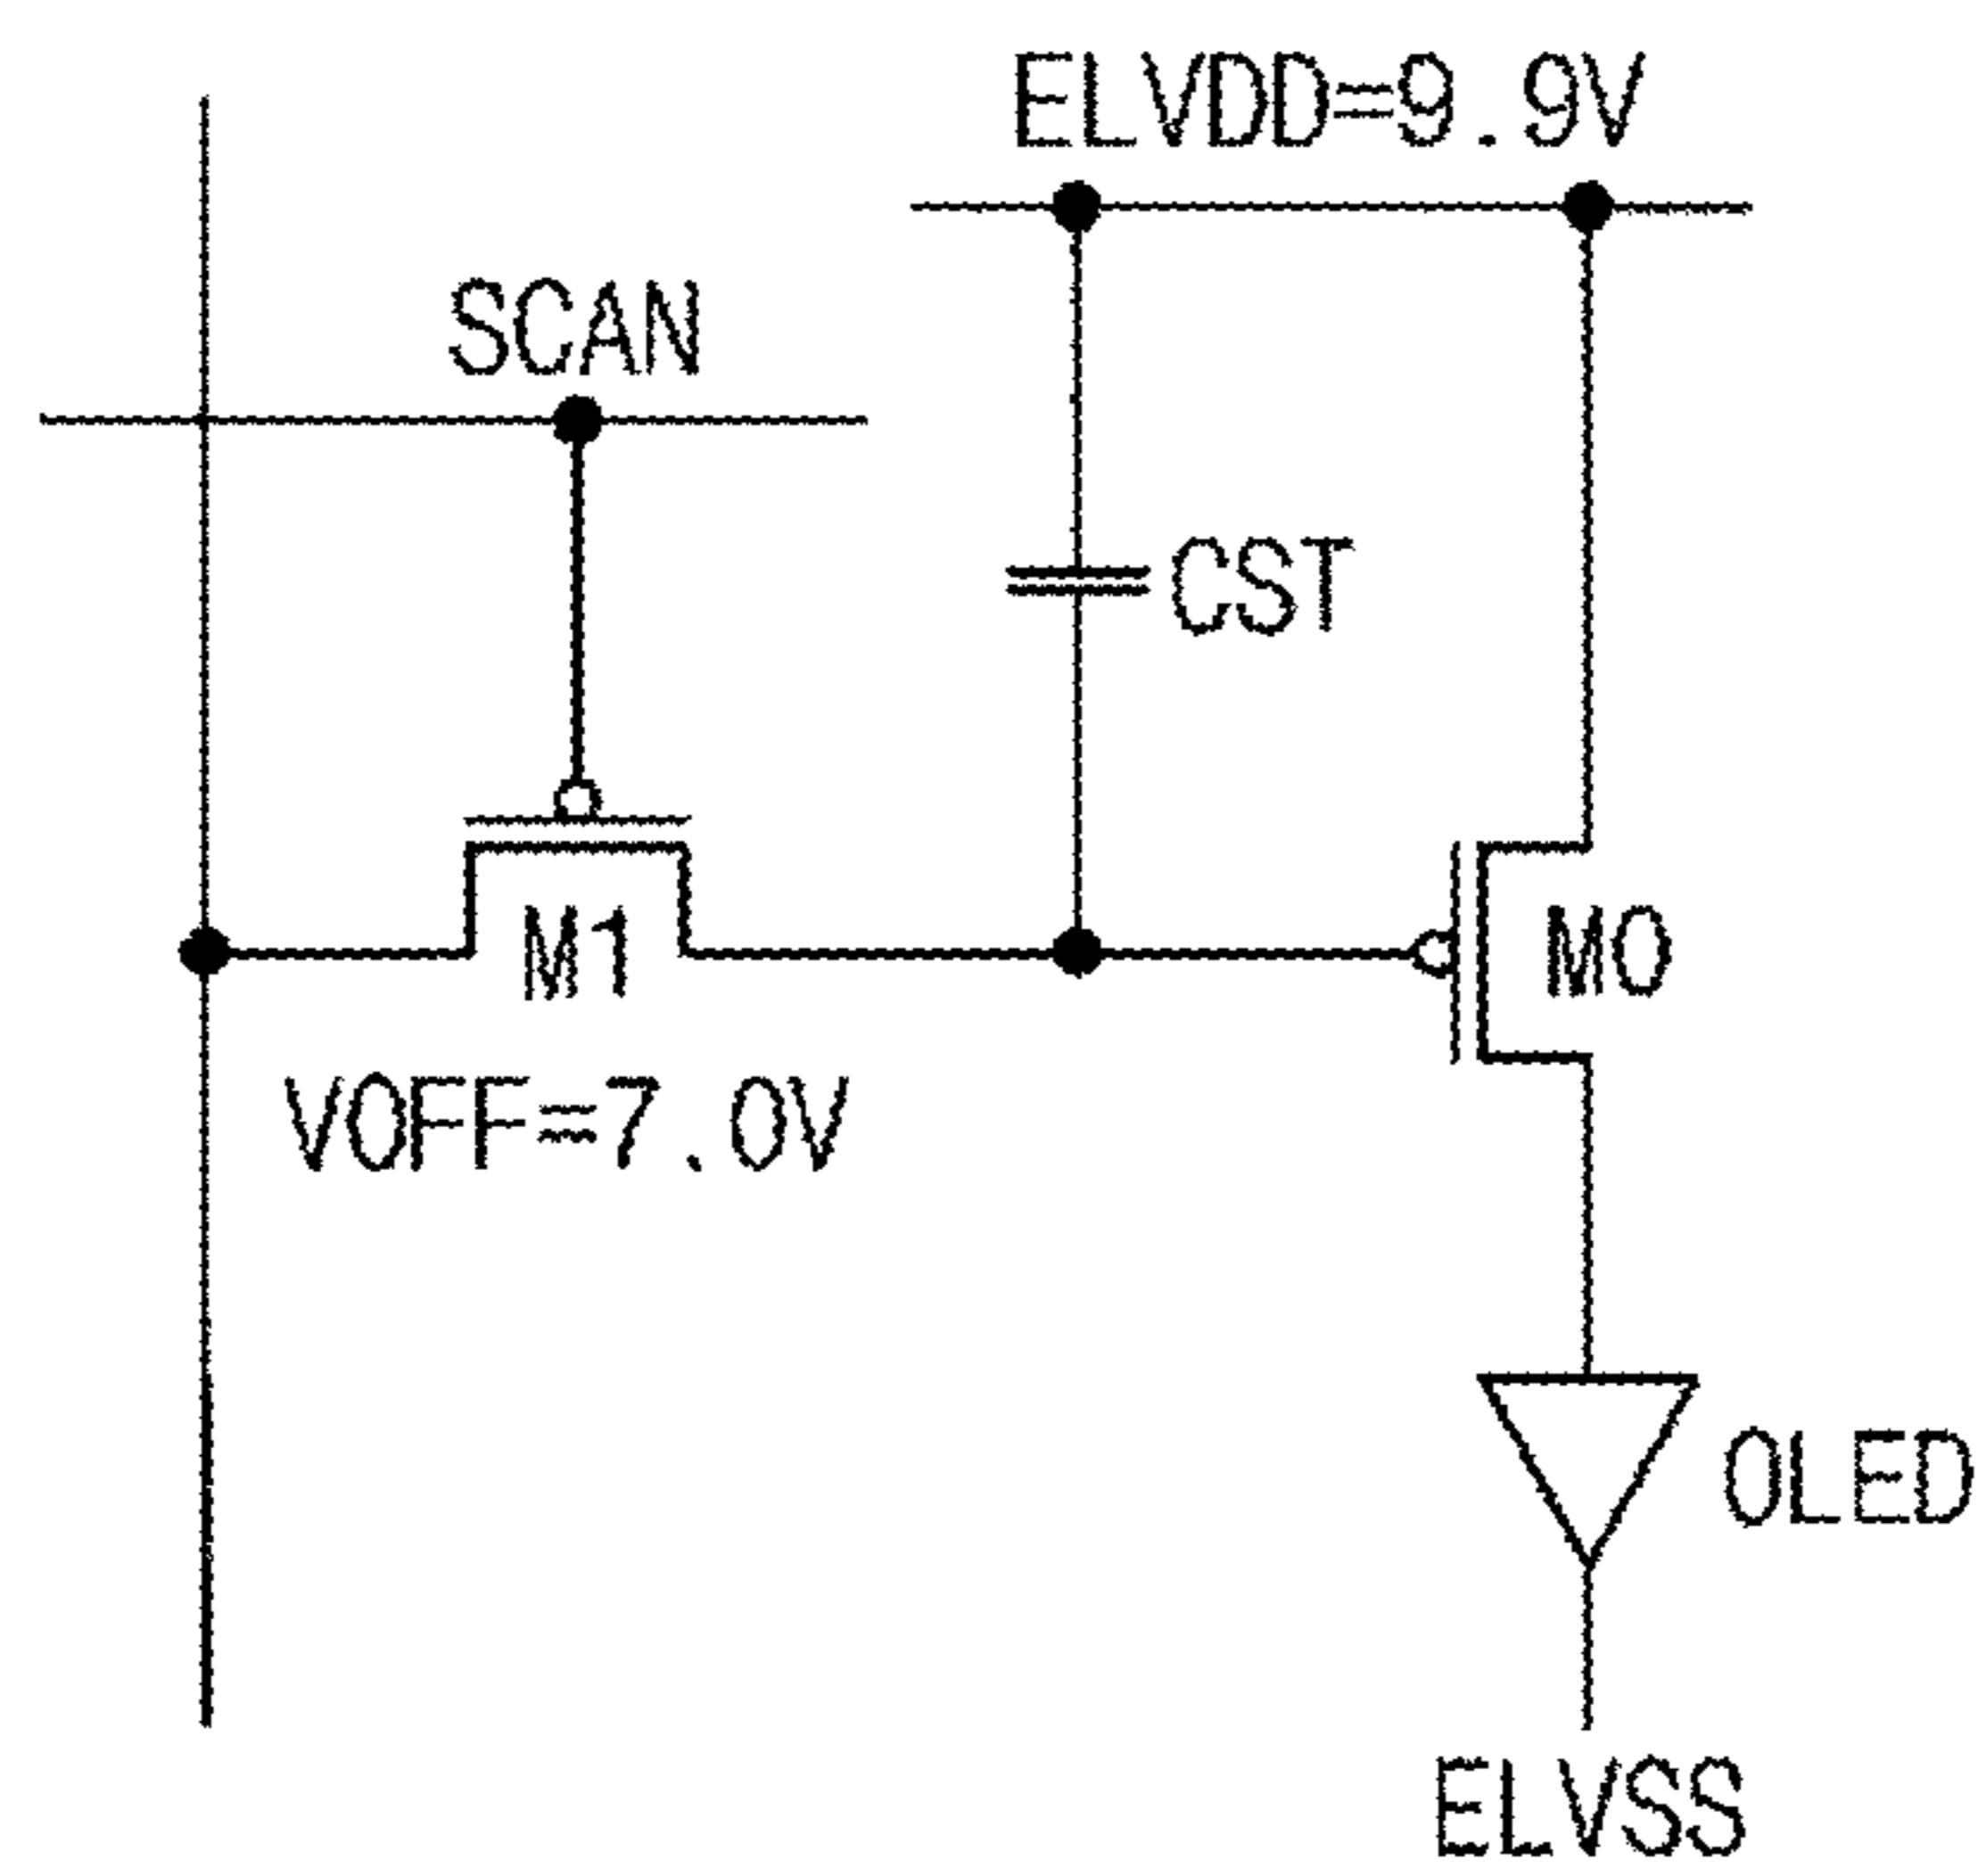 ELVDD=9.9V
SCAN
CST
M1
M0
VOFF=7.0V
OLED
ELVSS